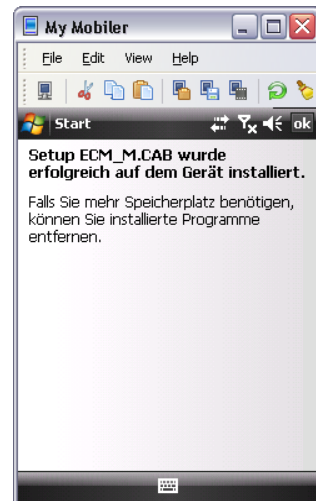 My Mobiler
File Edit View Help
Start ok
Setup ECM_M.CAB wurde
erfolgreich auf dem Gerät installiert.
Falls Sie mehr Speicherplatz benötigen,
können Sie installierte Programme
entfernen.